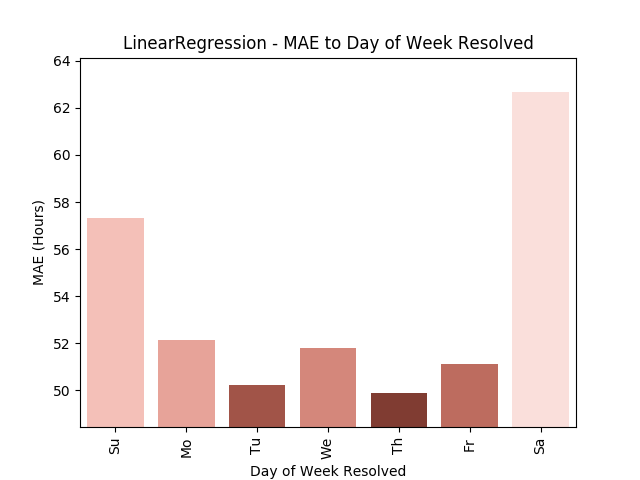 LinearRegression - MAE to Day of Week Resolved
64
62
60
58
56
54
52
50
MAE (Hours)
Su
Mo
Tu
We
Th
Fr
Sa
Day of Week Resolved